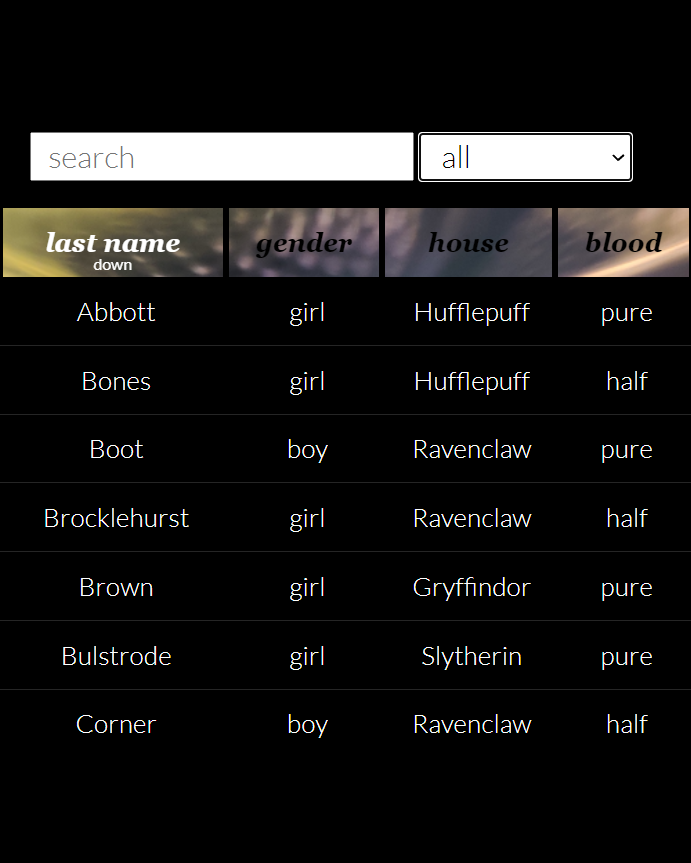 search all
last name gender house blood
down
Abbott girl Hufflepuff pure
Bones girl Hufflepuff half
Boot boy Ravenclaw pure
Brocklehurst girl Ravenclaw half
Brown girl Gryffindor pure
Bulstrode girl Slytherin pure
Corner boy Ravenclaw half